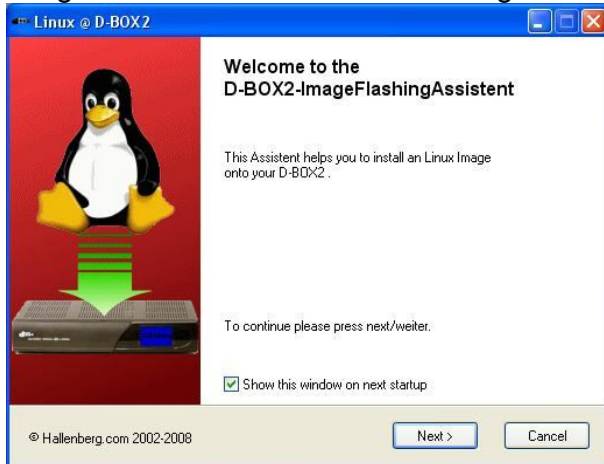 Linux @ D-BOX2
Welcome to the
D-BOX2-ImageFlashingAssistent
This Assistent helps you to install an Linux Image
onto your D-BOX2 .
To continue please press next/weiter.
Show this window on next startup
© Hallenberg.com 2002-2008
Next >
Cancel